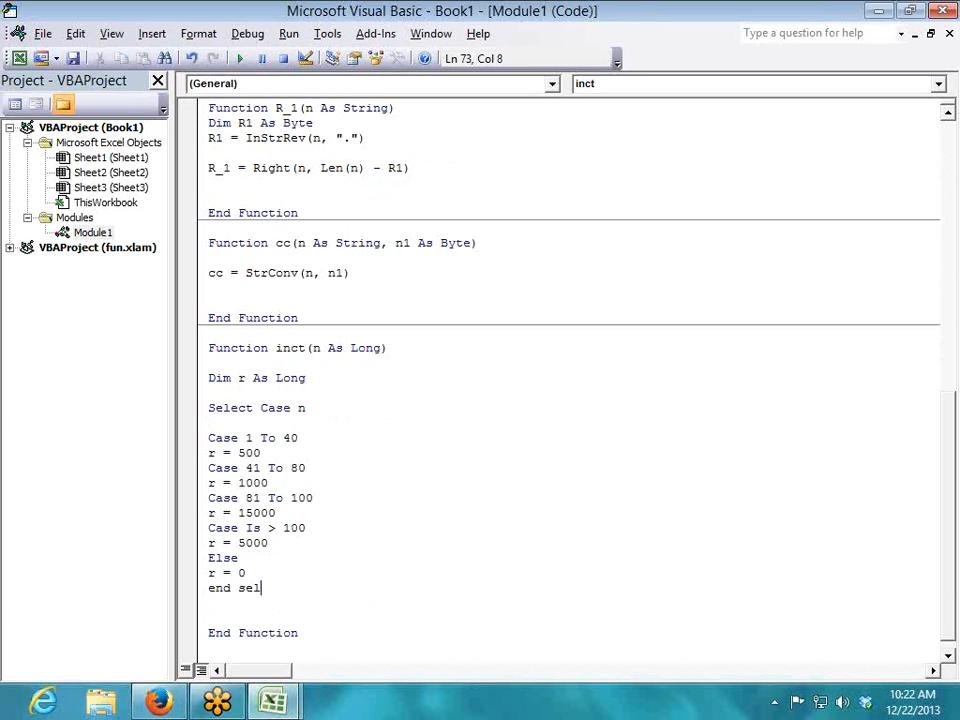 Microsoft Visual Basic - Book1 - [Module1 (Code)]
File Edit View Insert Format Debug Run Tools Add-Ins Window Help
Type a question for help
Ln 73, Col 8
Project - VBAProject
(General)
inct
VBAProject (Book1)
Microsoft Excel Objects
Sheet1 (Sheet1)
Sheet2 (Sheet2)
Sheet3 (Sheet3)
ThisWorkbook
Modules
Module1
VBAProject (fun.xlam)
Function R_1(n As String)
Dim R1 As Byte
R1 = InStrRev(n, ".")
R_1 = Right(n, Len(n) - R1)
End Function
Function cc(n As String, n1 As Byte)
cc = StrConv(n, n1)
End Function
Function inct(n As Long)
Dim r As Long
Select Case n
Case 1 To 40
r = 500
Case 41 To 80
r = 1000
Case 81 To 100
r = 15000
Case Is > 100
r = 5000
Else
r = 0
end sel
End Function
10:22 AM
12/22/2013